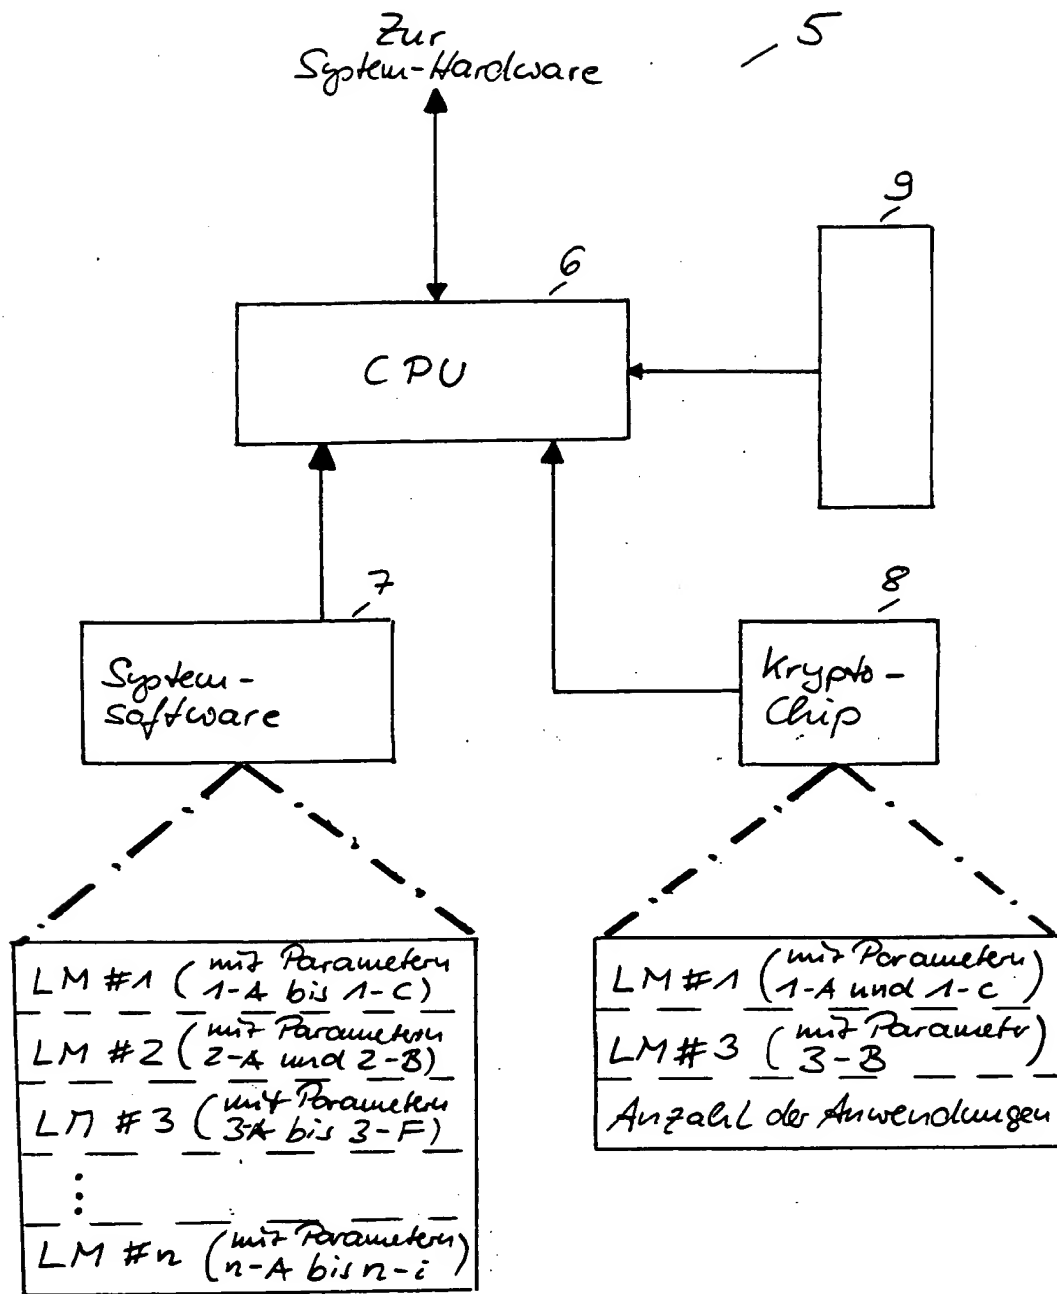 Zur
System-Hardware
5
9
6
CPU
7
8
System-
software
Krypto-
Chip
LM #1 (mit Parametern
1-A bis 1-C)
LM #2 (mit Parametern
2-A und 2-B)
LM #3 (mit Parametern
3-A bis 3-F)
⋮
LM #n (mit Parametern
n-A bis n-i)
LM #1 (mit Parametern
1-A und 1-C)
LM #3 (mit Parametr)
3-B
Anzahl der Anwendungen